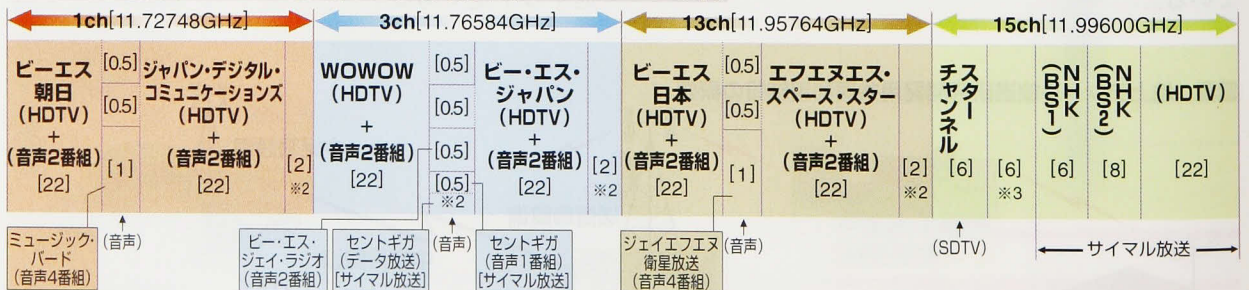 1ch[11.72748GHz]
3ch[11.76584GHz]
13ch[11.95764GHz]
15ch[11.99600GHz]
ビーエス
朝日
(HDTV)
+
(音声2番組)
[22]
[0.5]
[0.5]
[1]
ジャパン・デジタル・
コミュニケーションズ
(HDTV)
+
(音声2番組)
[22]
[2]
※2
WOWOW
(HDTV)
+
(音声2番組)
[22]
[0.5]
[0.5]
[0.5]
[0.5]
※2
ビー・エス・
ジャパン
(HDTV)
+
(音声2番組)
[22]
[2]
※2
ビーエス
日本
(HDTV)
+
(音声2番組)
[22]
[0.5]
[0.5]
[1]
エフエヌエス・
スペース・スター
(HDTV)
+
(音声2番組)
[22]
[2]
※2
スター
チャンネル
[6]
[6]
※3
NHK
(BS1)
[6]
NHK
(BS2)
[8]
(HDTV)
[22]
ミュージック・
バード
(音声4番組)
(音声)
ビー・エス・
ジェイ・ラジオ
(音声2番組)
セントギガ
(データ放送)
[サイマル放送]
(音声)
セントギガ
(音声1番組)
[サイマル放送]
ジェイエフエヌ
衛星放送
(音声4番組)
(音声)
(SDTV)
サイマル放送